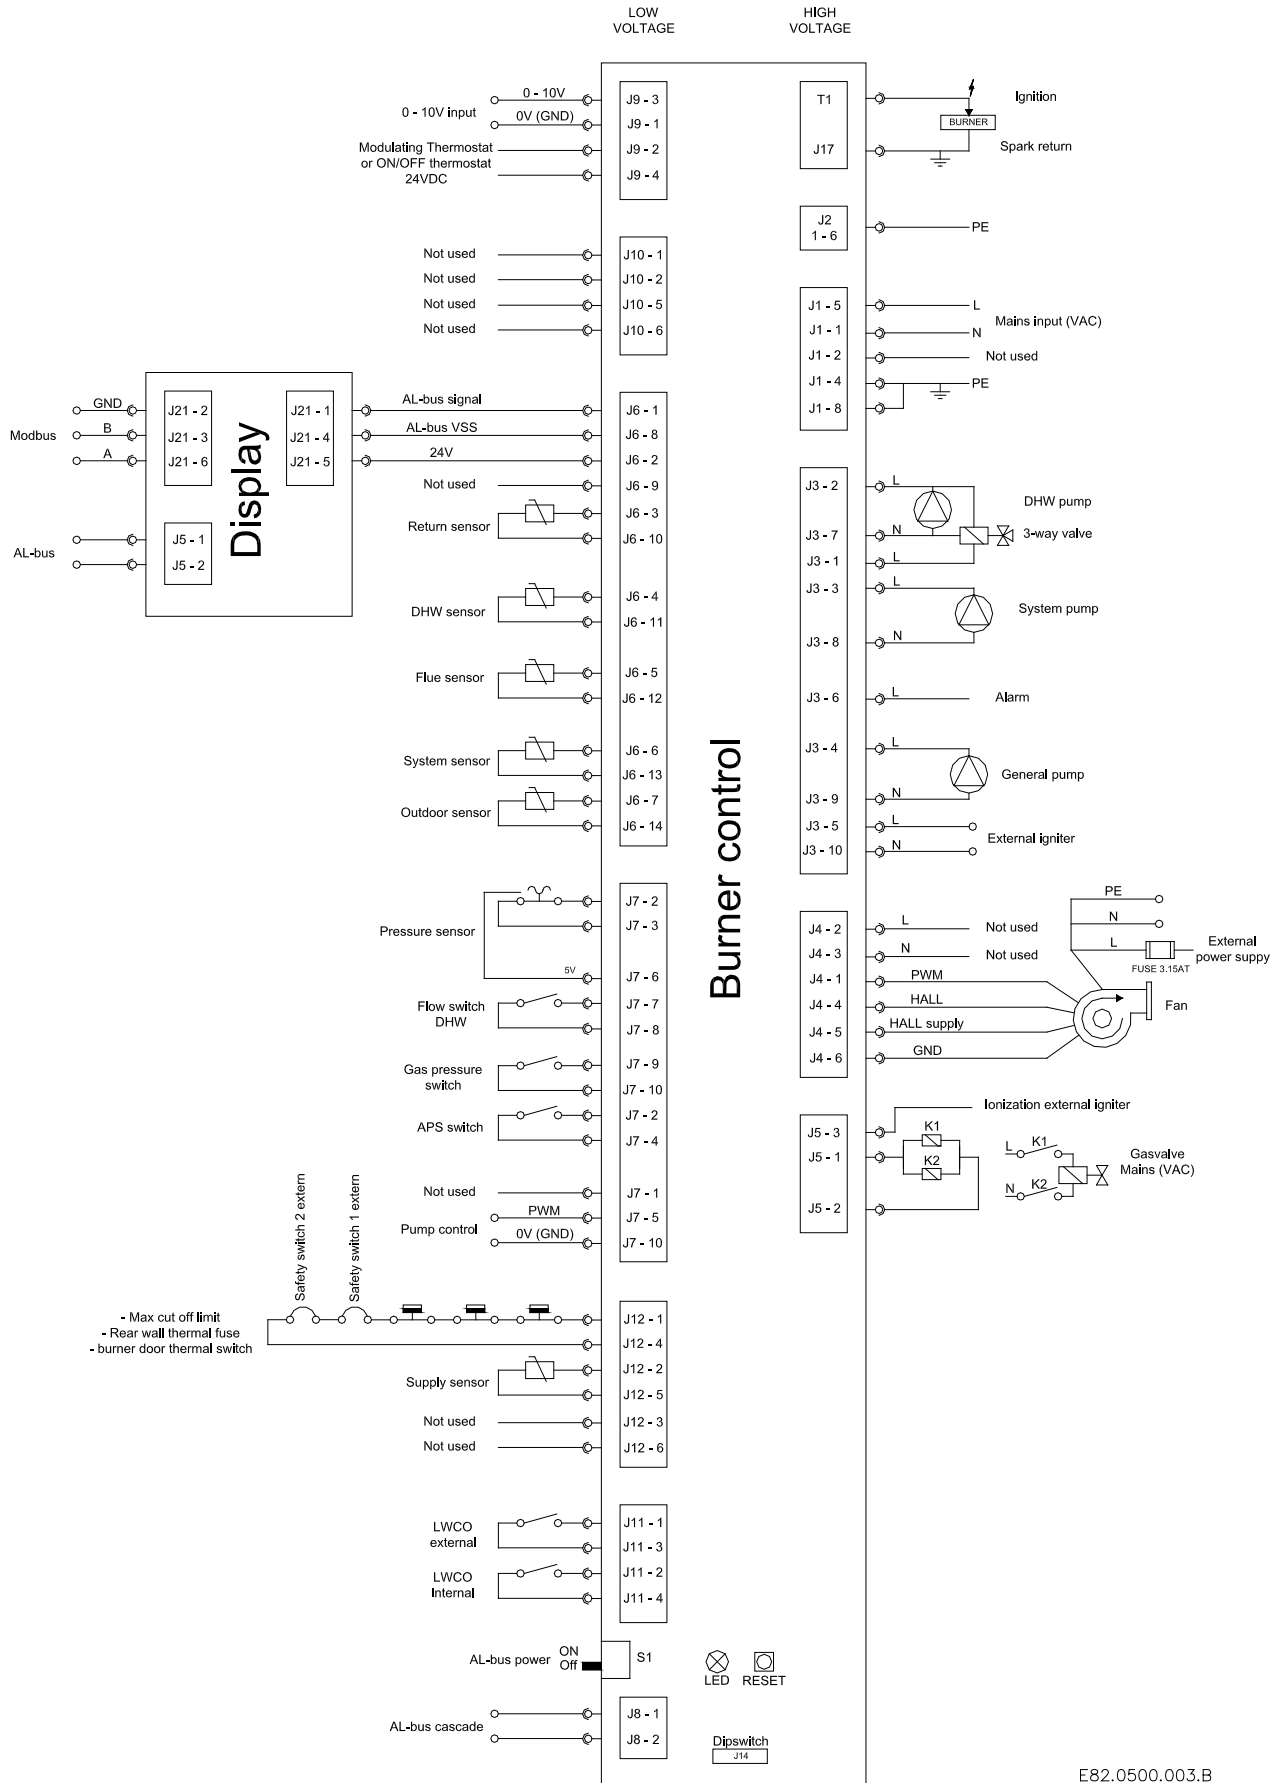 LOW
VOLTAGE
HIGH
VOLTAGE
0 - 10V input
0 - 10V
0V (GND)
J9 - 3
J9 - 1
Modulating Thermostat
or ON/OFF thermostat
24VDC
J9 - 2
J9 - 4
Not used
J10 - 1
Not used
J10 - 2
Not used
J10 - 5
Not used
J10 - 6
Modbus
GND
B
A
J21 - 2
J21 - 3
J21 - 6
AL-bus
J5 - 1
J5 - 2
Display
J21 - 1
J21 - 4
J21 - 5
AL-bus signal
AL-bus VSS
24V
J6 - 1
J6 - 8
J6 - 2
Not used
J6 - 9
Return sensor
J6 - 3
J6 - 10
DHW sensor
J6 - 4
J6 - 11
Flue sensor
J6 - 5
J6 - 12
System sensor
J6 - 6
J6 - 13
Outdoor sensor
J6 - 7
J6 - 14
Pressure sensor
5V
J7 - 2
J7 - 3
J7 - 6
Flow switch
DHW
J7 - 7
J7 - 8
Gas pressure
switch
J7 - 9
J7 - 10
APS switch
J7 - 2
J7 - 4
Not used
J7 - 1
Pump control
PWM
0V (GND)
J7 - 5
J7 - 10
Safety switch 2 extern
Safety switch 1 extern
- Max cut off limit
- Rear wall thermal fuse
- burner door thermal switch
J12 - 1
J12 - 4
Supply sensor
J12 - 2
J12 - 5
Not used
J12 - 3
Not used
J12 - 6
LWCO
external
J11 - 1
J11 - 3
LWCO
Internal
J11 - 2
J11 - 4
AL-bus power
ON
Off
S1
AL-bus cascade
J8 - 1
J8 - 2
Burner control
LED
RESET
Dipswitch
J14
T1
Ignition
BURNER
J17
Spark return
J2
1 - 6
PE
J1 - 5
L
J1 - 1
N
Mains input (VAC)
J1 - 2
Not used
J1 - 4
PE
J1 - 8
J3 - 2
L
DHW pump
J3 - 7
N
3-way valve
J3 - 1
L
J3 - 3
L
System pump
J3 - 8
N
J3 - 6
L
Alarm
J3 - 4
L
General pump
J3 - 9
N
J3 - 5
L
External igniter
J3 - 10
N
J4 - 2
L
Not used
J4 - 3
N
Not used
J4 - 1
PWM
J4 - 4
HALL
J4 - 5
HALL supply
J4 - 6
GND
PE
N
L
FUSE 3.15AT
External
power suppy
Fan
Ionization external igniter
J5 - 3
J5 - 1
J5 - 2
K1
K2
L
K1
N
K2
Gasvalve
Mains (VAC)
E82.0500.003.B